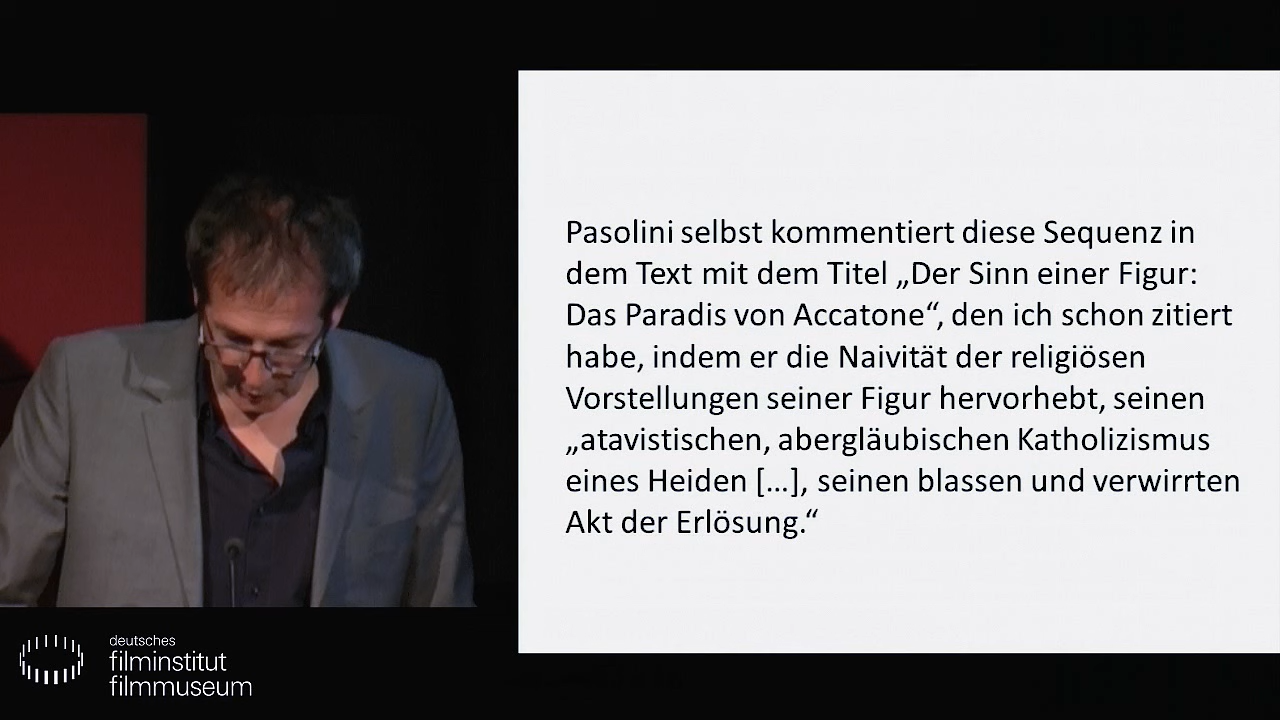 Pasolini selbst kommentiert diese Sequenz in
dem Text mit dem Titel „Der Sinn einer Figur:
Das Paradis von Accatone“, den ich schon zitiert
habe, indem er die Naivität der religiösen
Vorstellungen seiner Figur hervorhebt, seinen
„atavistischen, abergläubischen Katholizismus
eines Heiden […], seinen blassen und verwirrten
Akt der Erlösung.“
deutsches
filminstitut
filmmuseum